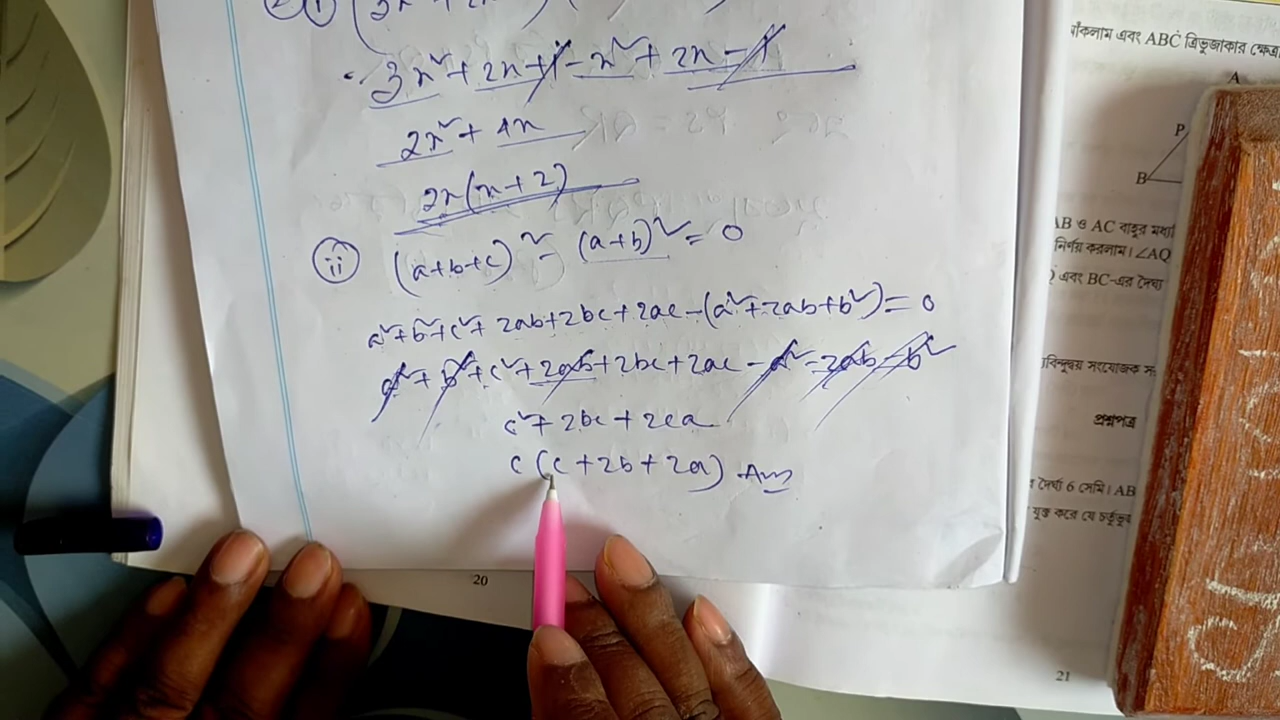 3x² + 2x + 1 - x² + 2x - 1
2x² + 4x
2x(x+2)
ii (a+b+c)² - (a+b)² = 0
a²+b²+c²+2ab+2bc+2ac-(a²+2ab+b²)=0
a²+b²+c²+2ab+2bc+2ac-a²-2ab-b²
c²+2bc+2ca
c(c+2b+2a) Ans
20
এবং ABC ত্রিভুজাকার ক্ষেত্র
A
P
B
AB ও AC বাহুর মধ্য
নির্ণয় করলাম। ∠AQ
এবং BC-এর দৈর্ঘ্য
সংযোজক
প্রশ্নপত্র
দৈর্ঘ্য 6 সেমি। AB
যুক্ত করে যে চতুর্ভু
21